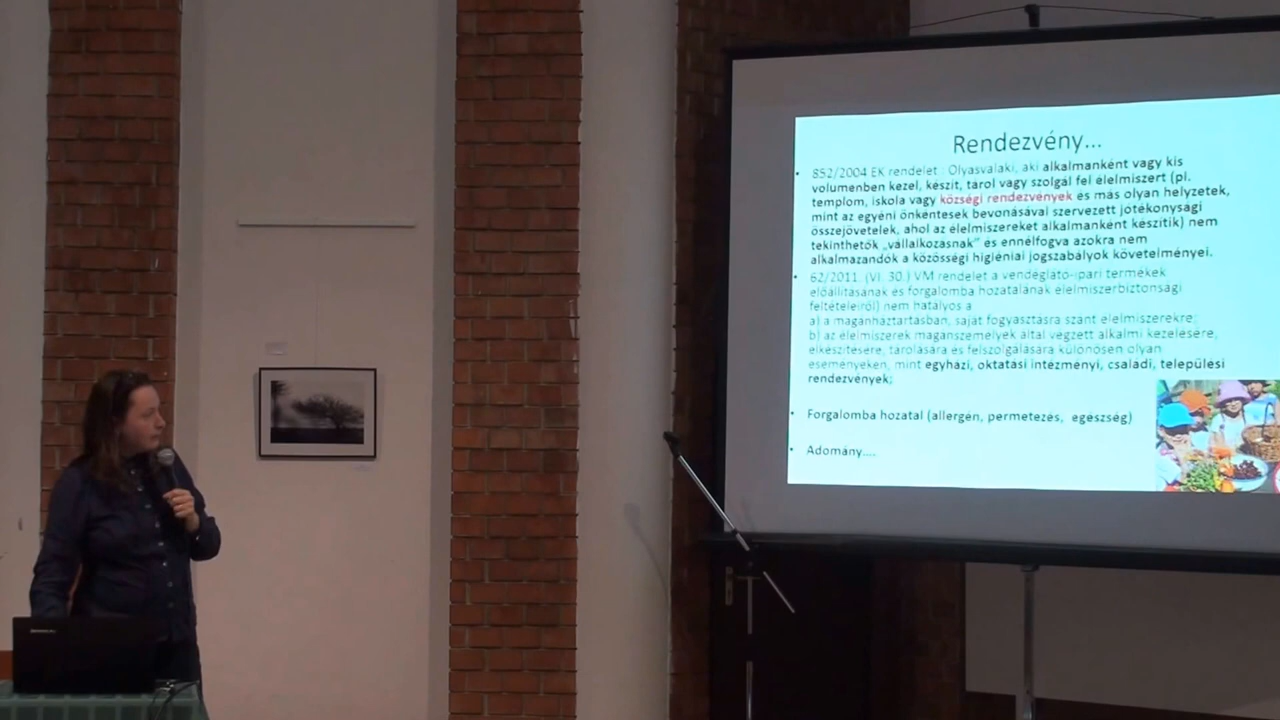 Rendezvény...
• 852/2004 EK rendelet : Olyasvalaki, aki alkalmanként vagy kis
volumenben kezel, készít, tárol vagy szolgál fel élelmiszert (pl.
templom, iskola vagy községi rendezvények és más olyan helyzetek,
mint az egyéni önkéntesek bevonásával szervezett jótékonysági
összejövetelek, ahol az élelmiszereket alkalmanként készítik) nem
tekinthetők „vállalkozásnak” és ennélfogva azokra nem
alkalmazandók a közösségi higiéniai jogszabályok követelményei.
• 62/2011. (VI. 30.) VM rendelet a vendéglátó-ipari termékek
előállításának és forgalomba hozatalának élelmiszerbiztonsági
feltételeiről) nem hatályos a
a) a magánháztartásban, saját fogyasztásra szánt élelmiszerekre;
b) az élelmiszerek magánszemélyek által végzett alkalmi kezelésére,
elkészítésére, tárolására és felszolgálására különösen olyan
eseményeken, mint egyházi, oktatási intézményi, családi, települési
rendezvények;
• Forgalomba hozatal (allergén, permetezés, egészség)
• Adomány....